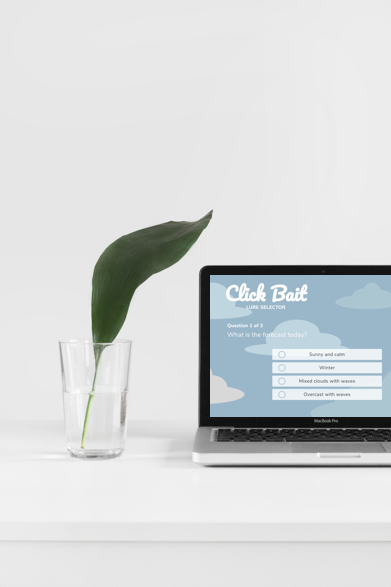 Click Bait
LURE SELECTOR
Question 1 of 3
What is the forecast today?
Sunny and calm
Winter
Mixed clouds with waves
Overcast with waves
MacBook Pro